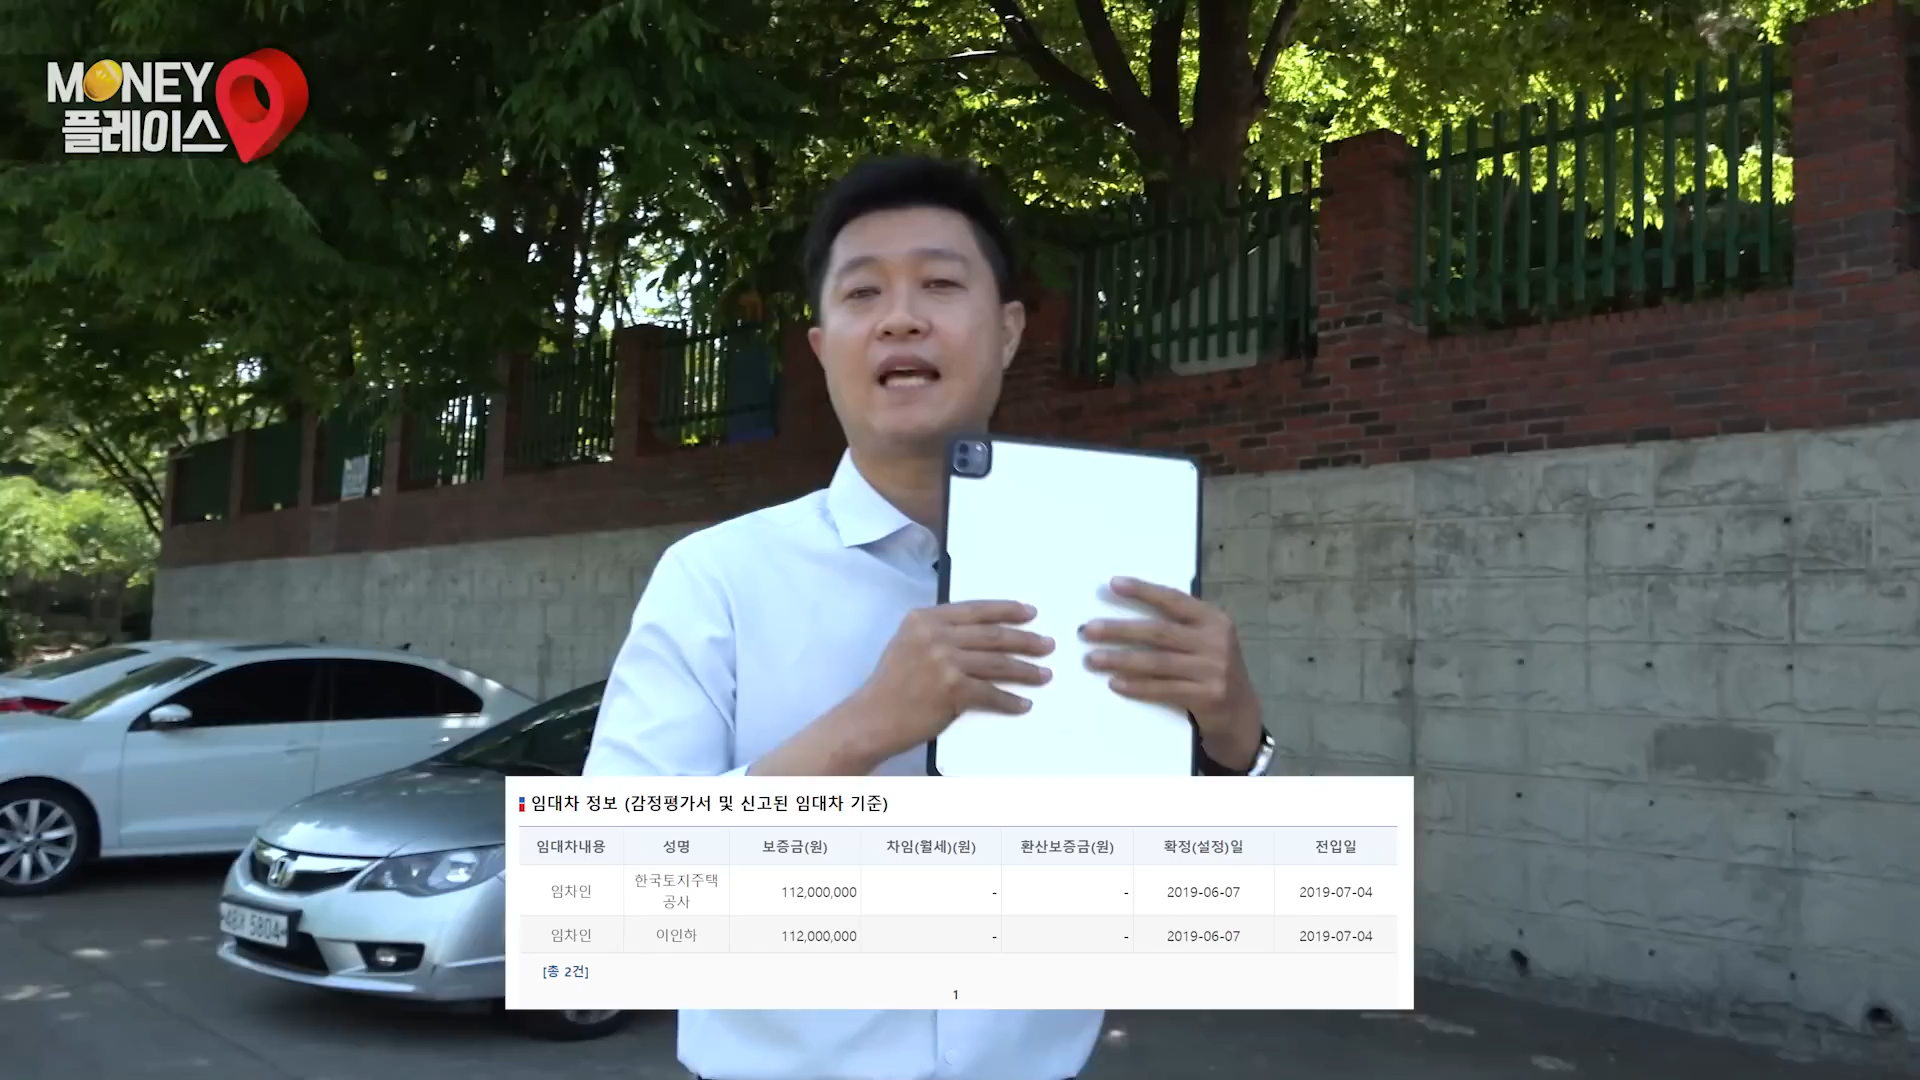 MONEY
플레이스
임대차 정보 (감정평가서 및 신고된 임대차 기준)
임대차내용 성명 보증금(원) 차임(월세)(원) 환산보증금(원) 확정(설정)일 전입일
임차인 한국토지주택
공사 112,000,000 - - 2019-06-07 2019-07-04
임차인 이인하 112,000,000 - - 2019-06-07 2019-07-04
[총 2건]
1